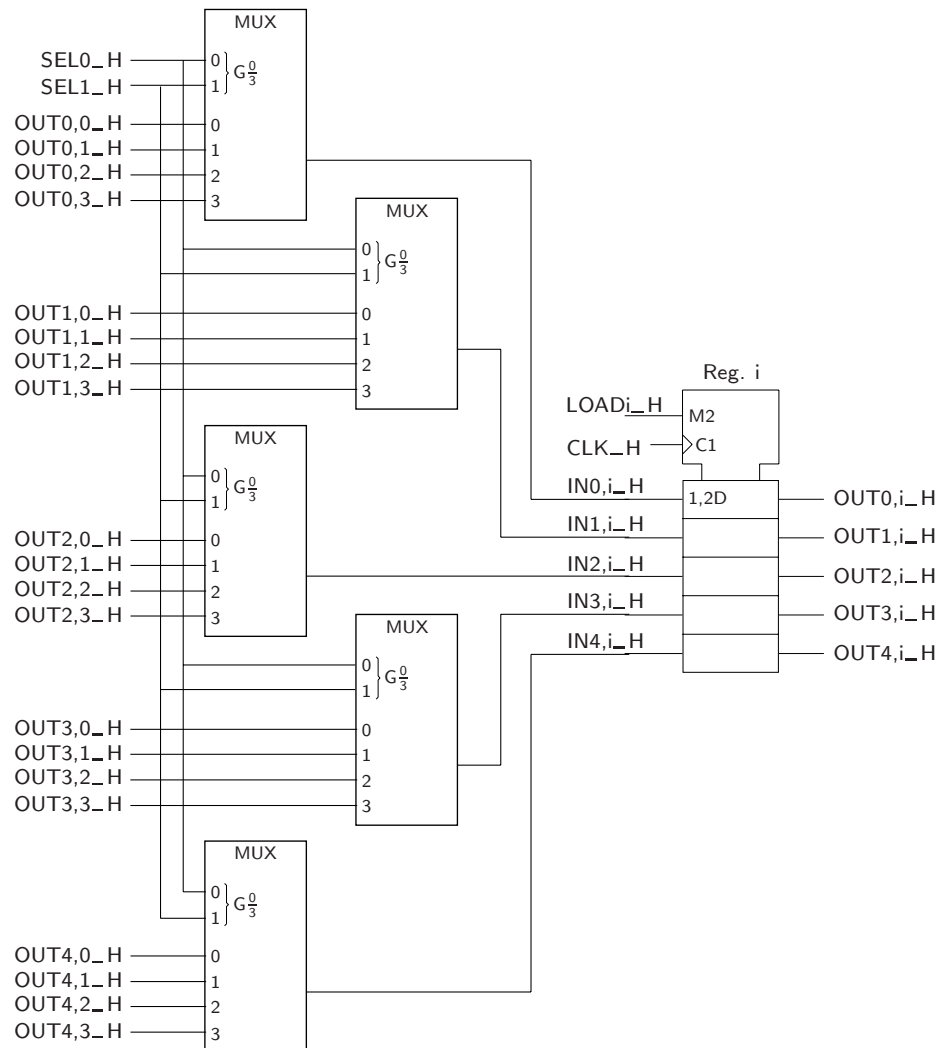 MUX
SEL0_H
0
SEL1_H
1
G 0/3
OUT0,0_H
0
OUT0,1_H
1
OUT0,2_H
2
OUT0,3_H
3
MUX
0
1
G 0/3
OUT1,0_H
0
OUT1,1_H
1
OUT1,2_H
2
OUT1,3_H
3
MUX
0
1
G 0/3
OUT2,0_H
0
OUT2,1_H
1
OUT2,2_H
2
OUT2,3_H
3
MUX
0
1
G 0/3
OUT3,0_H
0
OUT3,1_H
1
OUT3,2_H
2
OUT3,3_H
3
MUX
0
1
G 0/3
OUT4,0_H
0
OUT4,1_H
1
OUT4,2_H
2
OUT4,3_H
3
Reg. i
LOADi_H
M2
CLK_H
C1
IN0,i_H
1,2D
OUT0,i_H
IN1,i_H
OUT1,i_H
IN2,i_H
OUT2,i_H
IN3,i_H
OUT3,i_H
IN4,i_H
OUT4,i_H